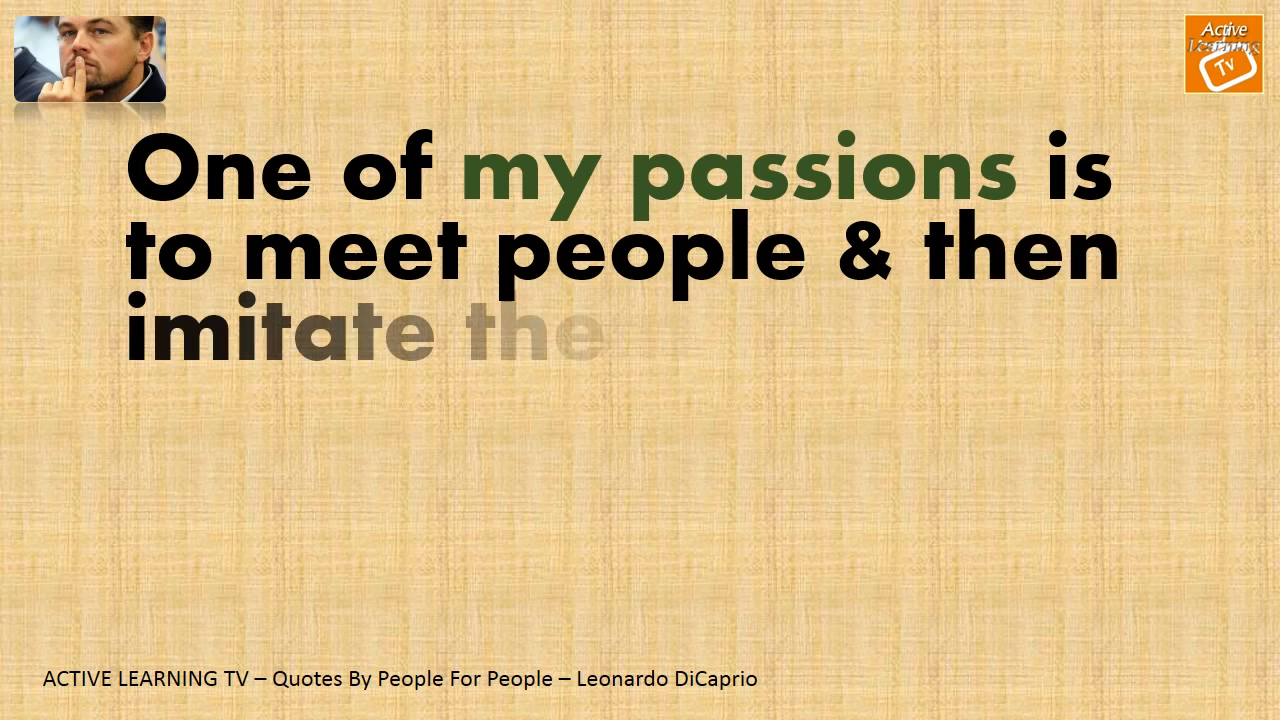 Active
Learning
Tv
One of my passions is
to meet people & then
imitate the
ACTIVE LEARNING TV – Quotes By People For People – Leonardo DiCaprio